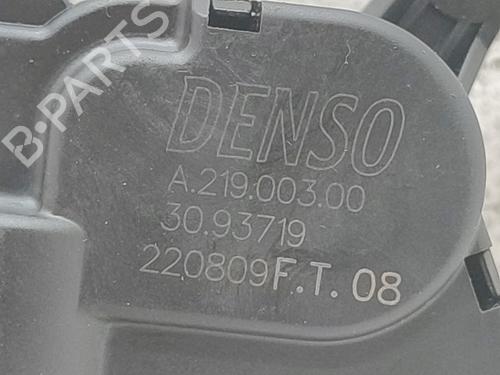 B-PARTS
DENSO
A.219.003.00
30.93719
220809F.T. 08